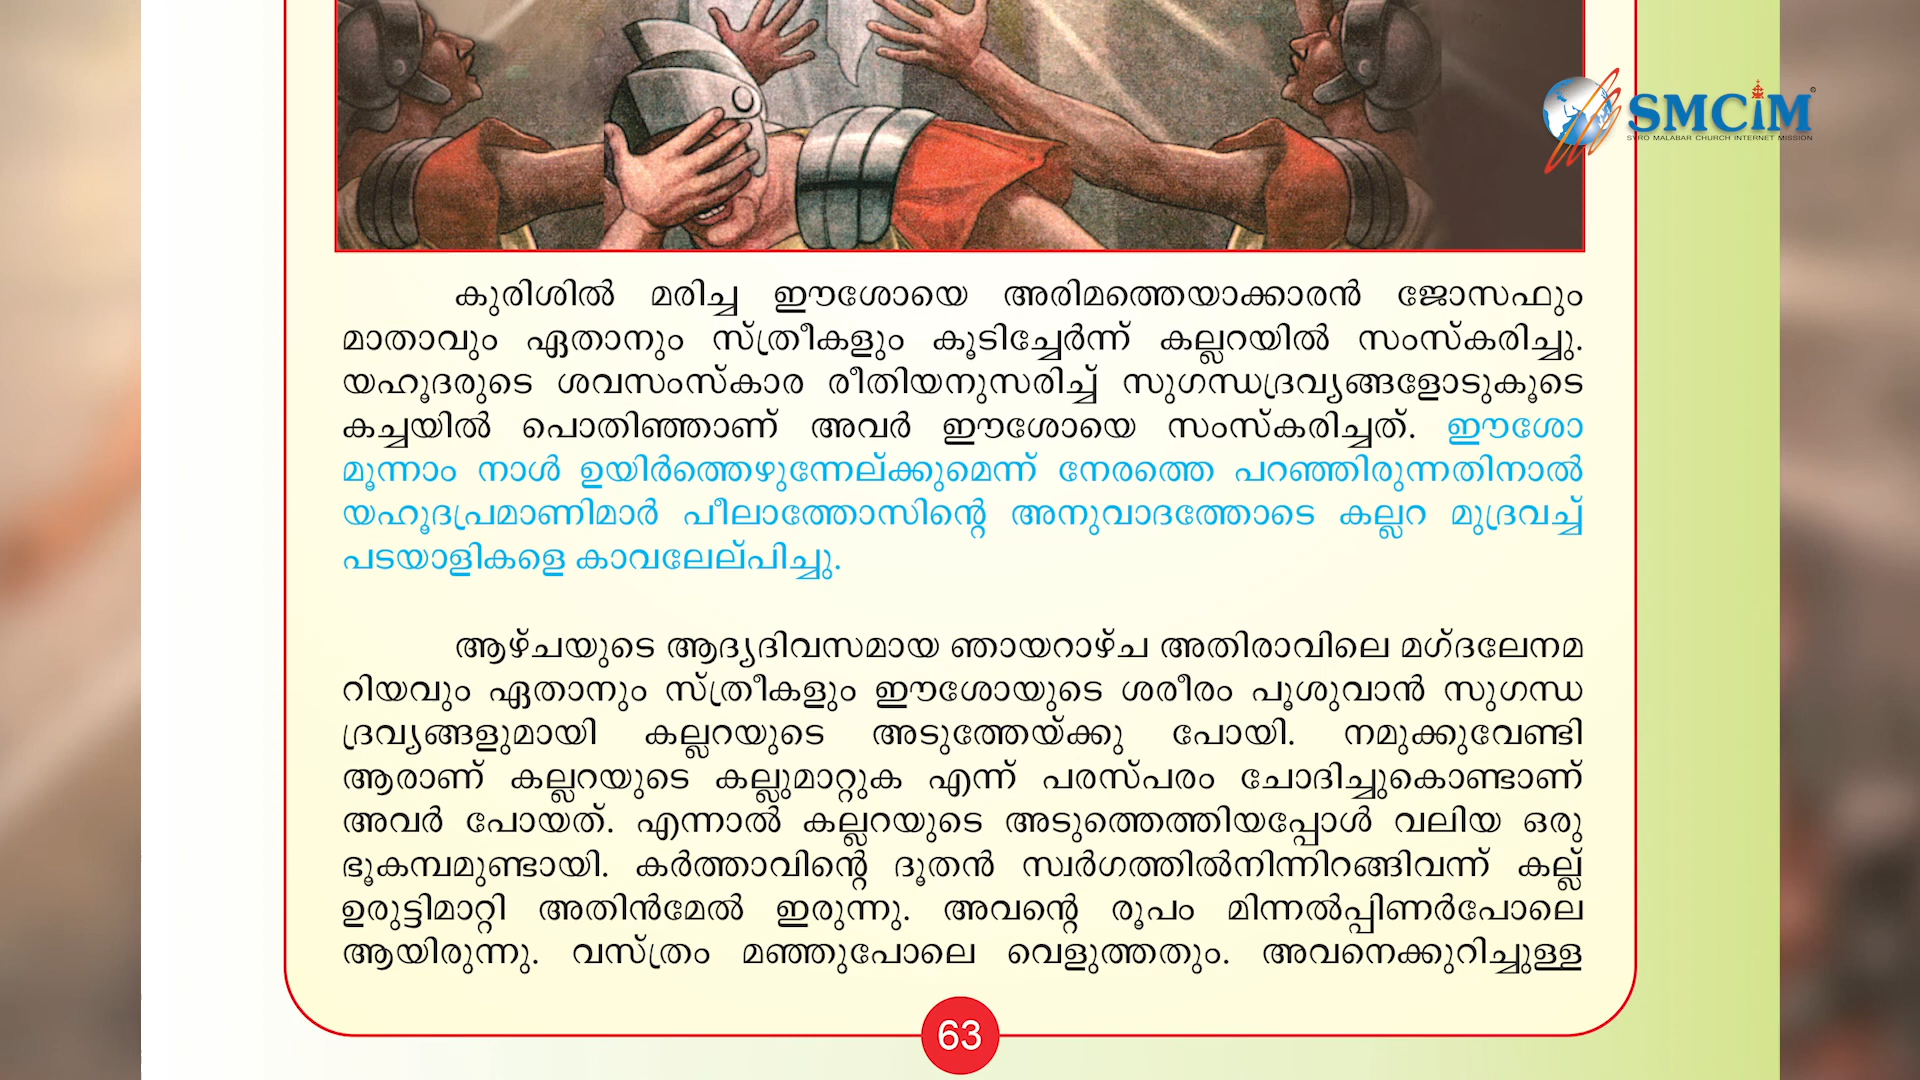 SMCIM
SYRO MALABAR CHURCH INTERNET MISSION
കുരിശിൽ മരിച്ച ഈശോയെ അരിമത്തെയാക്കാരൻ ജോസഫും
മാതാവും ഏതാനും സ്ത്രീകളും കൂടിച്ചേർന്ന് കല്ലറയിൽ സംസ്കരിച്ചു.
യഹൂദരുടെ ശവസംസ്കാര രീതിയനുസരിച്ച് സുഗന്ധദ്രവ്യങ്ങളോടുകൂടെ
കച്ചയിൽ പൊതിഞ്ഞാണ് അവർ ഈശോയെ സംസ്കരിച്ചത്. ഈശോ
മൂന്നാം നാൾ ഉയിർത്തെഴുന്നേല്ക്കുമെന്ന് നേരത്തെ പറഞ്ഞിരുന്നതിനാൽ
യഹൂദപ്രമാണിമാർ പീലാത്തോസിന്റെ അനുവാദത്തോടെ കല്ലറ മുദ്രവച്ച്
പടയാളികളെ കാവലേല്പിച്ചു.
ആഴ്ചയുടെ ആദ്യദിവസമായ ഞായറാഴ്ച അതിരാവിലെ മഗ്ദലേനമ
റിയവും ഏതാനും സ്ത്രീകളും ഈശോയുടെ ശരീരം പൂശുവാൻ സുഗന്ധ
ദ്രവ്യങ്ങളുമായി കല്ലറയുടെ അടുത്തേയ്ക്കു പോയി. നമുക്കുവേണ്ടി
ആരാണ് കല്ലറയുടെ കല്ലുമാറ്റുക എന്ന് പരസ്പരം ചോദിച്ചുകൊണ്ടാണ്
അവർ പോയത്. എന്നാൽ കല്ലറയുടെ അടുത്തെത്തിയപ്പോൾ വലിയ ഒരു
ഭൂകമ്പമുണ്ടായി. കർത്താവിന്റെ ദൂതൻ സ്വർഗത്തിൽനിന്നിറങ്ങിവന്ന് കല്ല്
ഉരുട്ടിമാറ്റി അതിൻമേൽ ഇരുന്നു. അവന്റെ രൂപം മിന്നൽപ്പിണർപോലെ
ആയിരുന്നു. വസ്ത്രം മഞ്ഞുപോലെ വെളുത്തതും. അവനെക്കുറിച്ചുള്ള
63